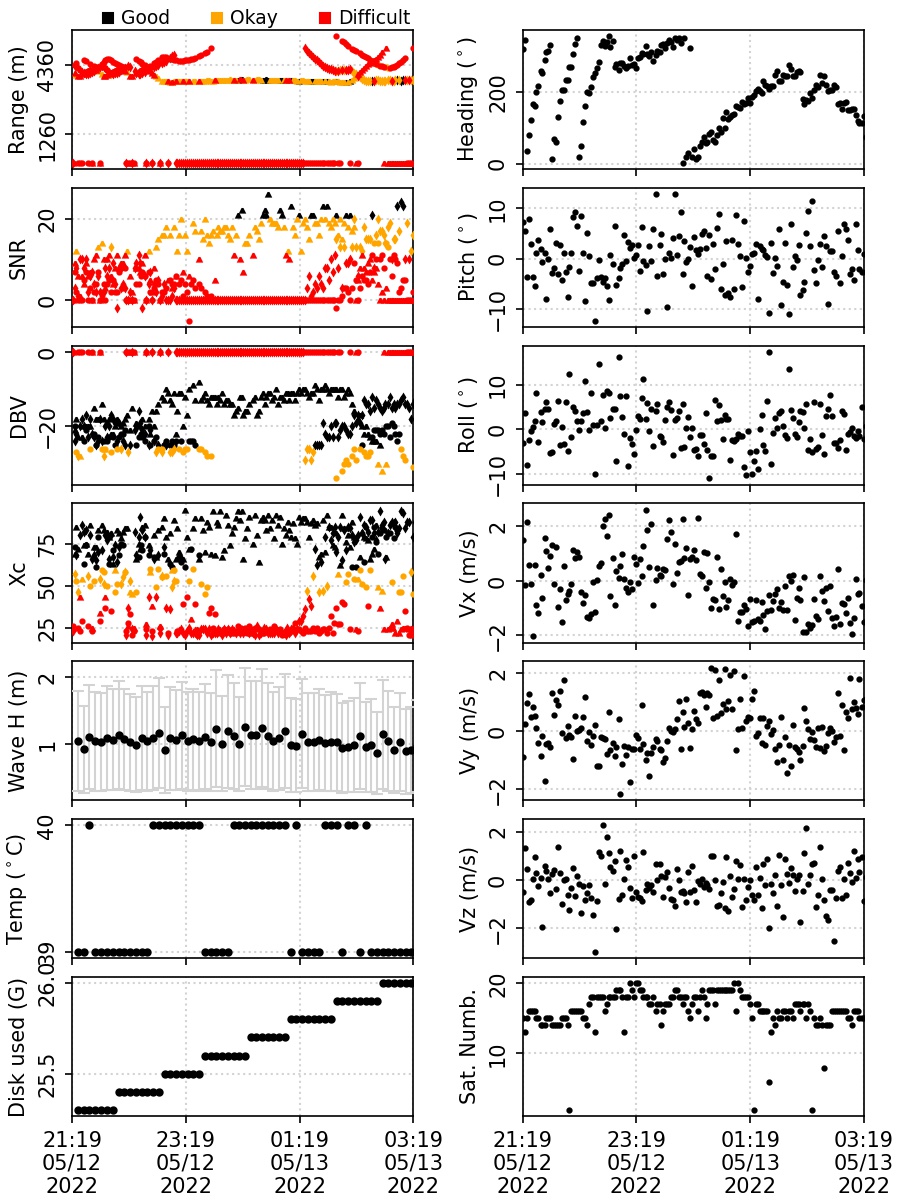 Good Okay Difficult
Range (m)
1360
1260
Heading (°)
200
0
SNR
20
0
Pitch (°)
10
0
−10
DBV
0
−20
Roll (°)
10
0
−10
Xc
75
50
25
Vx (m/s)
2
0
−2
Wave H (m)
2
1
Vy (m/s)
2
0
−2
Temp (°C)
40
39
Vz (m/s)
2
0
−2
Disk used (G)
26.0
25.5
Sat. Numb.
20
10
21:19 23:19 01:19 03:19
05/12 05/12 05/13 05/13
2022 2022 2022 2022
21:19 23:19 01:19 03:19
05/12 05/12 05/13 05/13
2022 2022 2022 2022